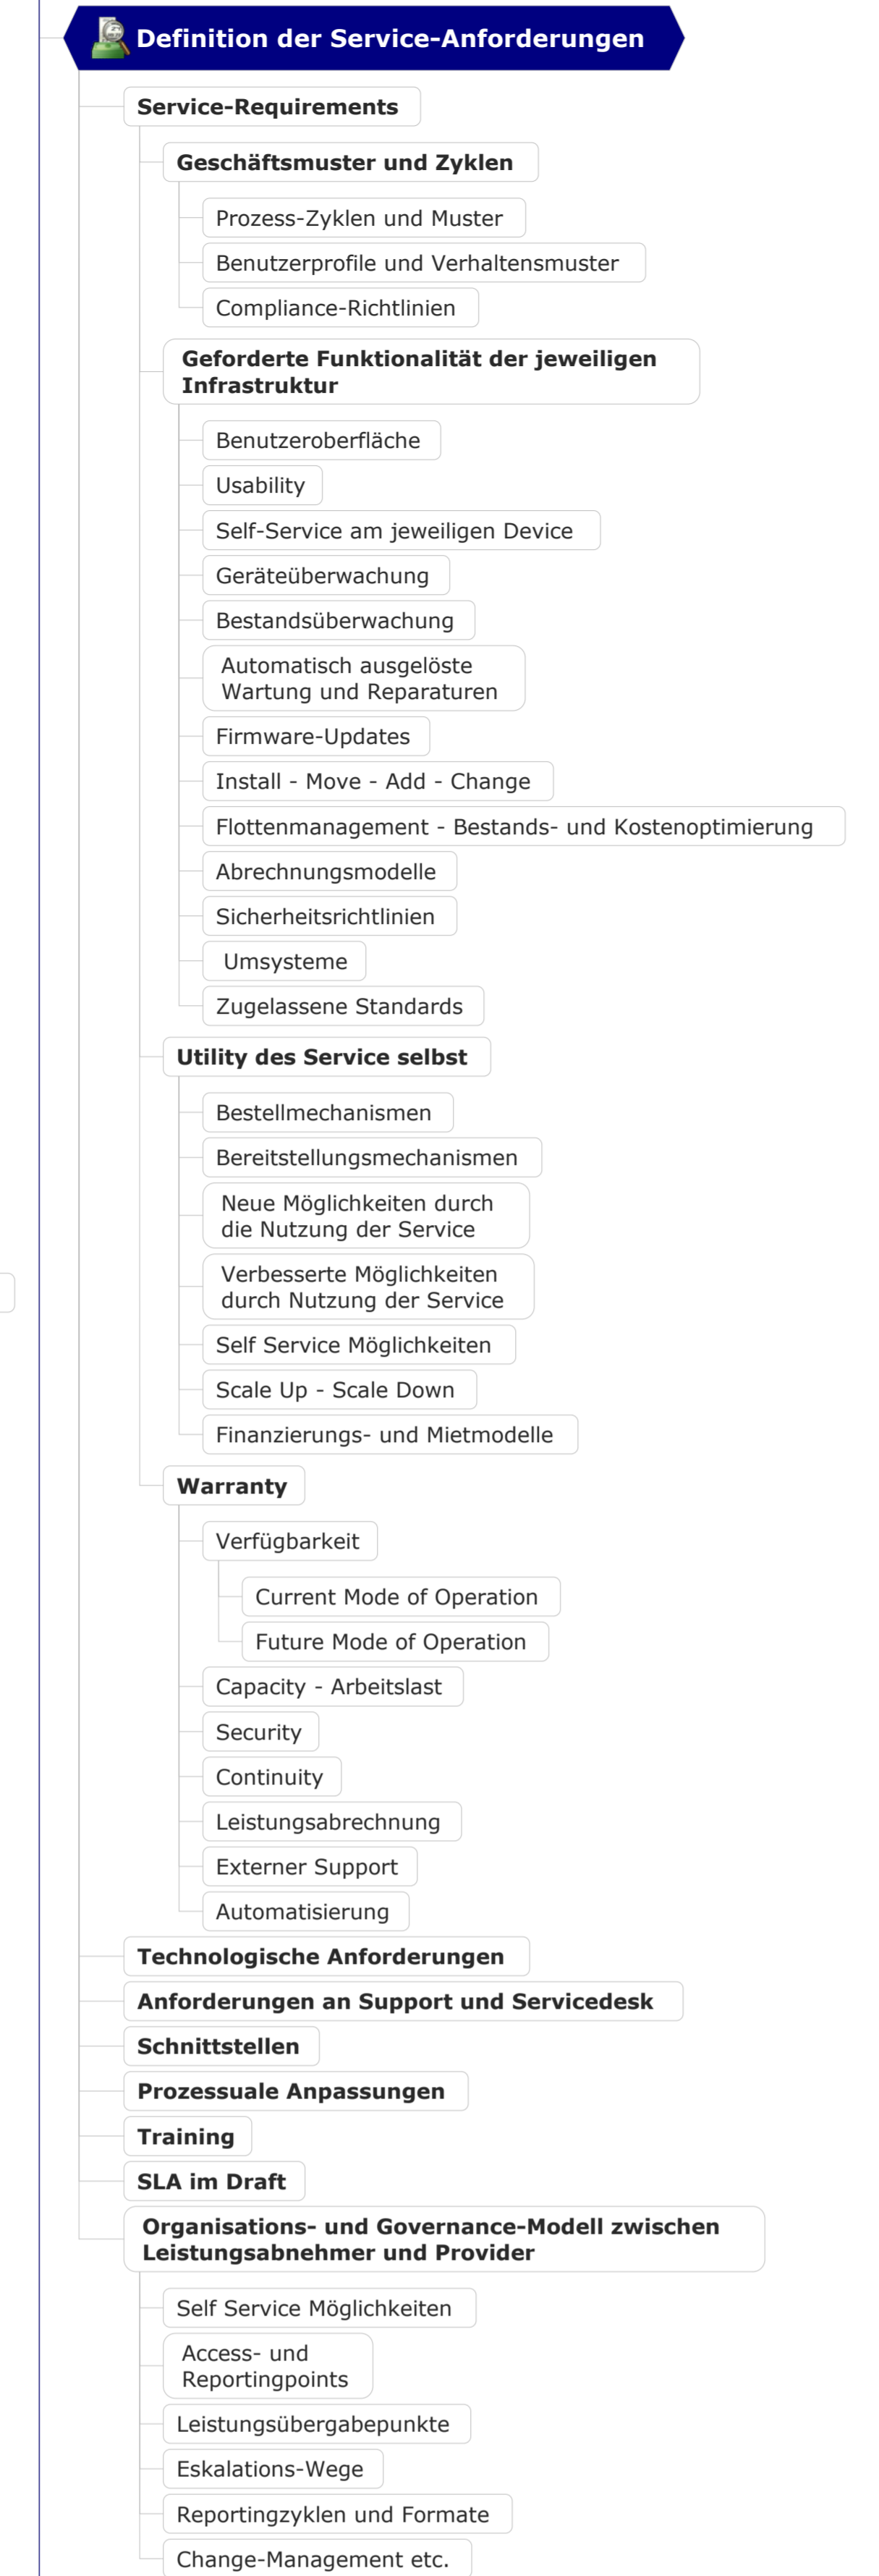 Definition der Service-Anforderungen
Service-Requirements
Geschäftsmuster und Zyklen
Prozess-Zyklen und Muster
Benutzerprofile und Verhaltensmuster
Compliance-Richtlinien
Geforderte Funktionalität der jeweiligen
Infrastruktur
Benutzeroberfläche
Usability
Self-Service am jeweiligen Device
Geräteüberwachung
Bestandsüberwachung
Automatisch ausgelöste
Wartung und Reparaturen
Firmware-Updates
Install - Move - Add - Change
Flottenmanagement - Bestands- und Kostenoptimierung
Abrechnungsmodelle
Sicherheitsrichtlinien
Umsysteme
Zugelassene Standards
Utility des Service selbst
Bestellmechanismen
Bereitstellungsmechanismen
Neue Möglichkeiten durch
die Nutzung der Service
Verbesserte Möglichkeiten
durch Nutzung der Service
Self Service Möglichkeiten
Scale Up - Scale Down
Finanzierungs- und Mietmodelle
Warranty
Verfügbarkeit
Current Mode of Operation
Future Mode of Operation
Capacity - Arbeitslast
Security
Continuity
Leistungsabrechnung
Externer Support
Automatisierung
Technologische Anforderungen
Anforderungen an Support und Servicedesk
Schnittstellen
Prozessuale Anpassungen
Training
SLA im Draft
Organisations- und Governance-Modell zwischen
Leistungsabnehmer und Provider
Self Service Möglichkeiten
Access- und
Reportingpoints
Leistungsübergabepunkte
Eskalations-Wege
Reportingzyklen und Formate
Change-Management etc.